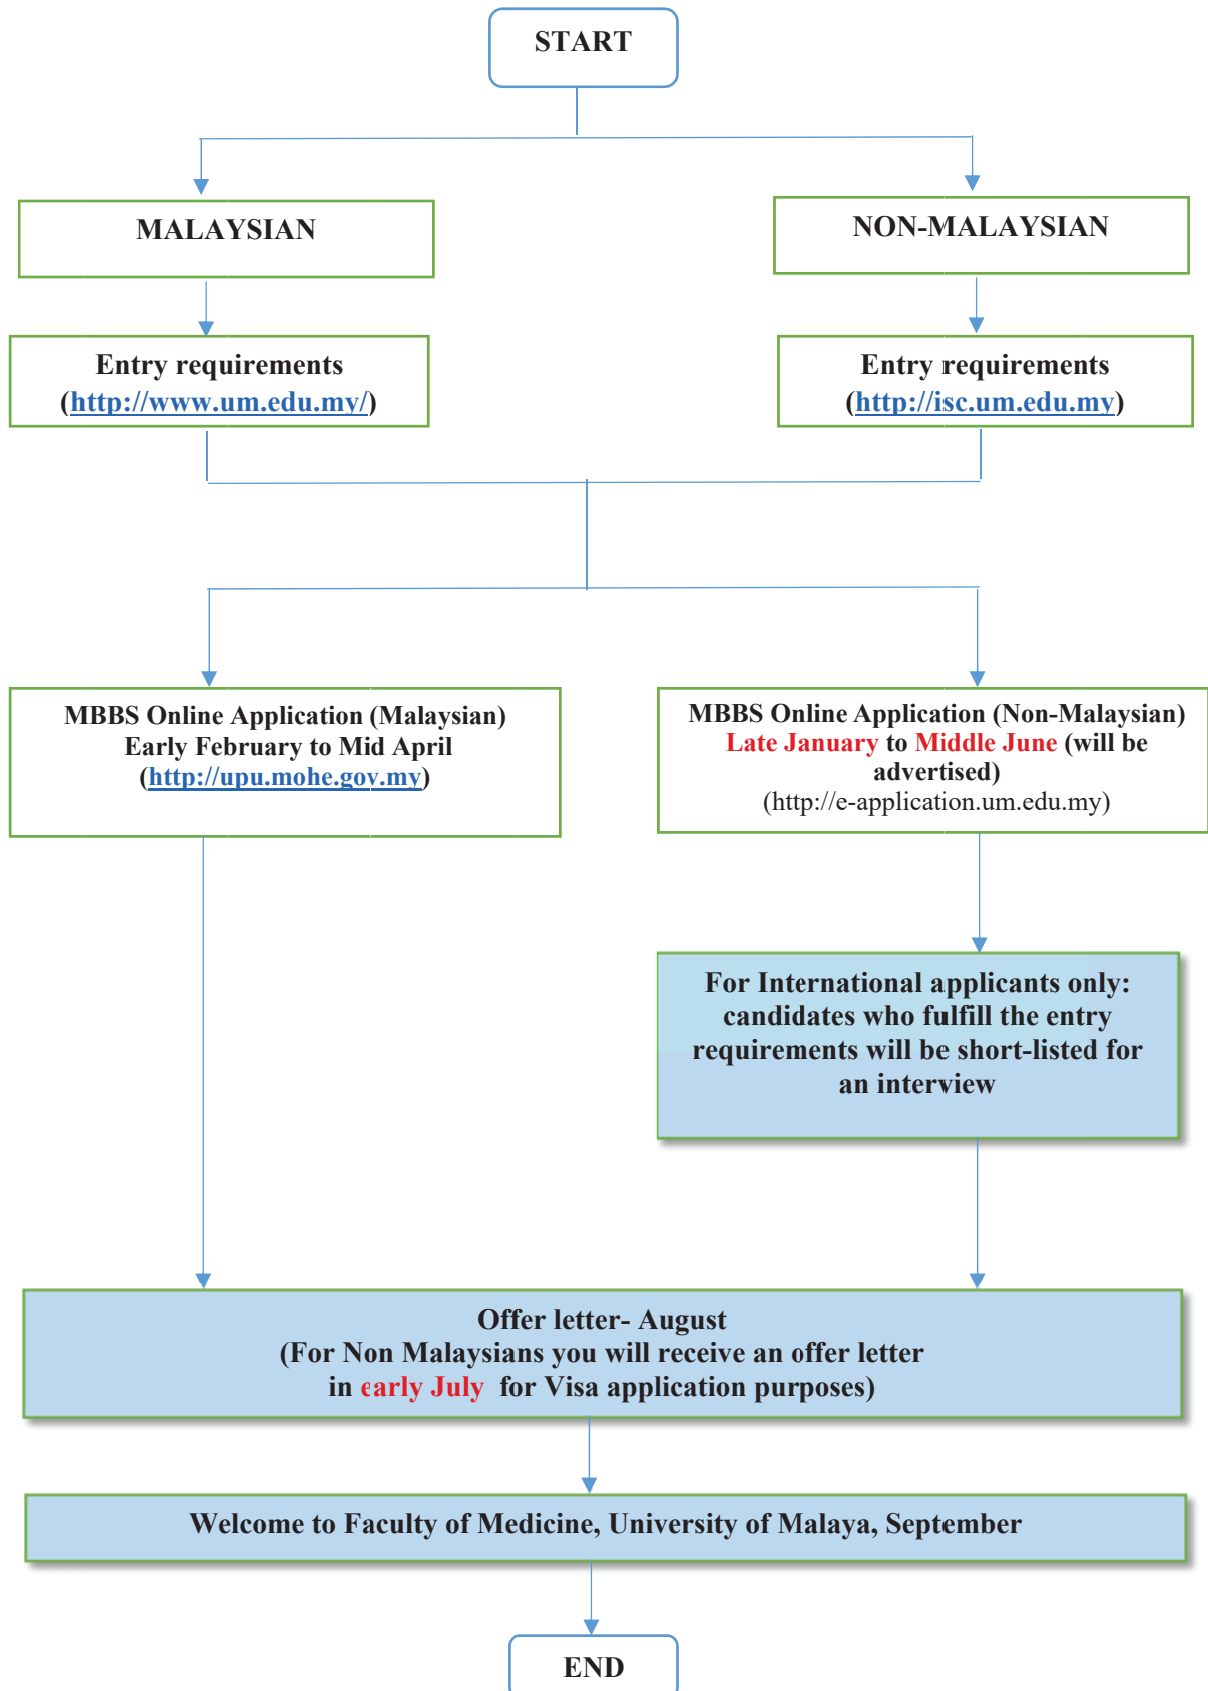 START
MALAYSIAN
NON-MALAYSIAN
Entry requirements
(http://www.um.edu.my/)
Entry requirements
(http://isc.um.edu.my)
MBBS Online Application (Malaysian)
Early February to Mid April
(http://upu.mohe.gov.my)
MBBS Online Application (Non-Malaysian)
Late January to Middle June (will be
advertised)
(http://e-application.um.edu.my)
For International applicants only:
candidates who fulfill the entry
requirements will be short-listed for
an interview
Offer letter- August
(For Non Malaysians you will receive an offer letter
in early July for Visa application purposes)
Welcome to Faculty of Medicine, University of Malaya, September
END